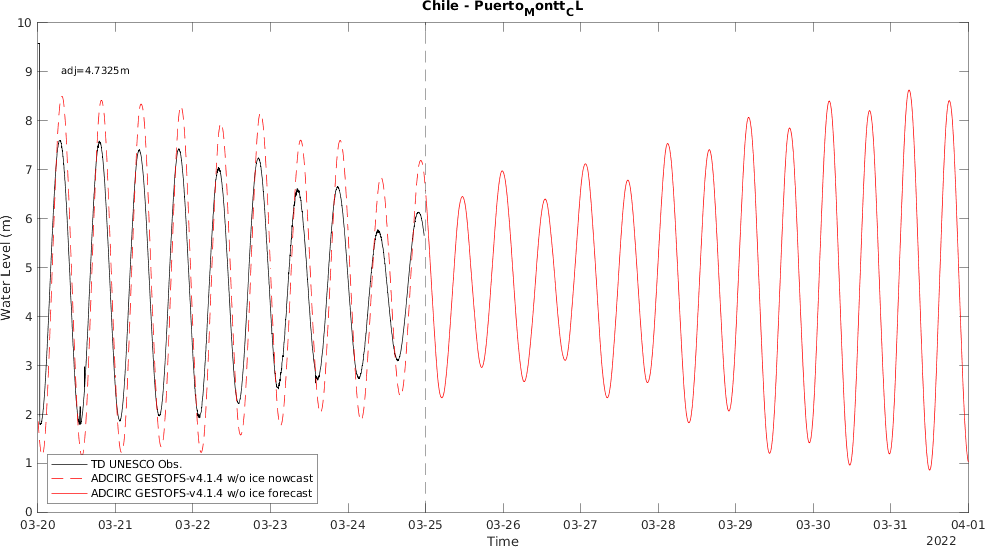 Chile - PuertoMonttCL
10
9
8
7
6
5
4
3
2
1
0
adj=4.7325m
Water Level (m)
TD UNESCO Obs.
ADCIRC GESTOFS-v4.1.4 w/o ice nowcast
ADCIRC GESTOFS-v4.1.4 w/o ice forecast
03-20 03-21 03-22 03-23 03-24 03-25 03-26 03-27 03-28 03-29 03-30 03-31 04-01
Time
2022